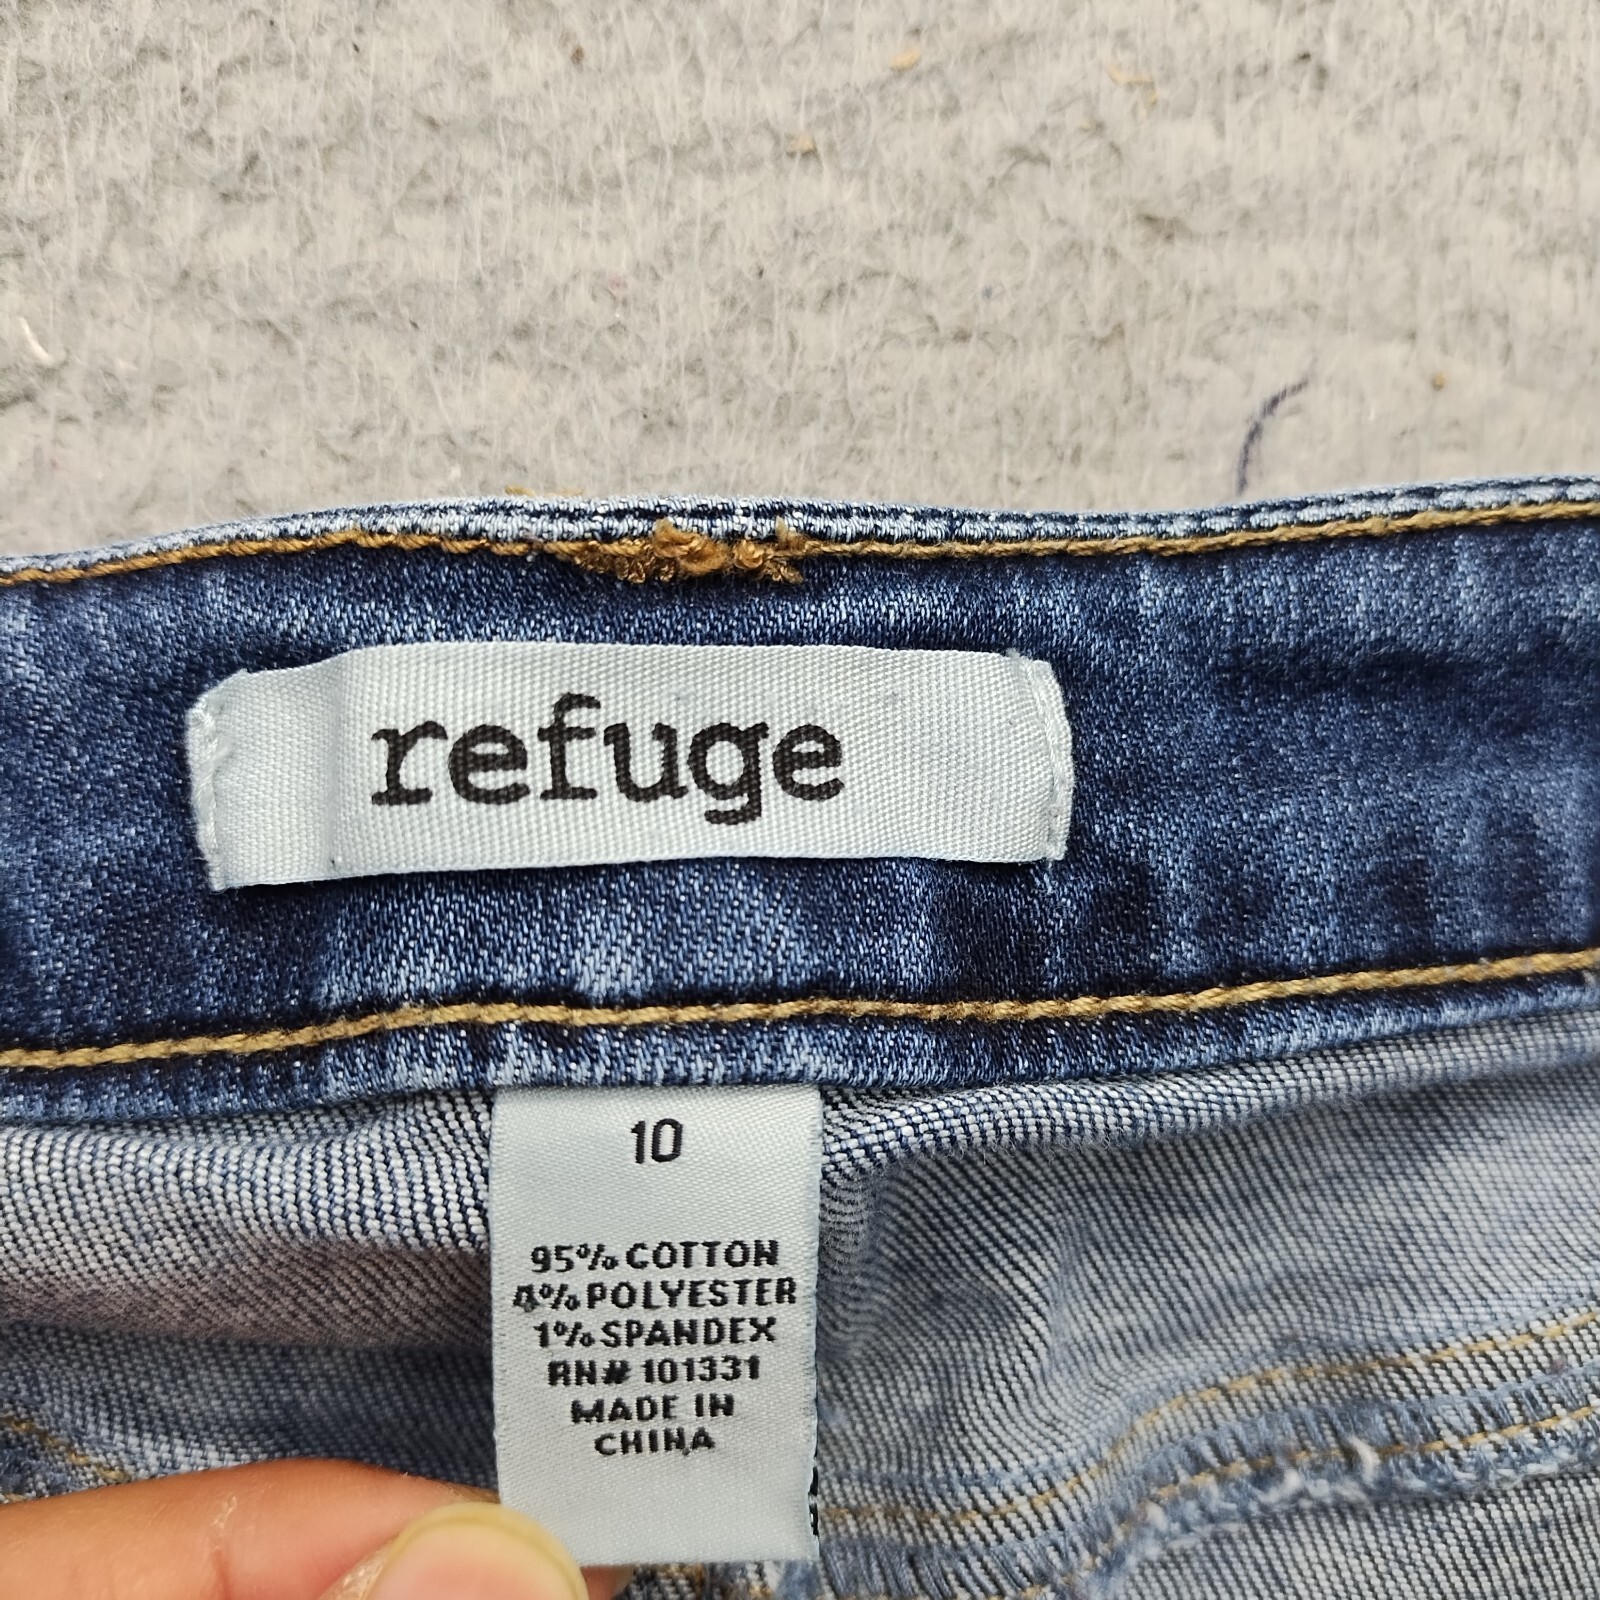 refuge
10
95% COTTON
4% POLYESTER
1% SPANDEX
RN# 101331
MADE IN
CHINA